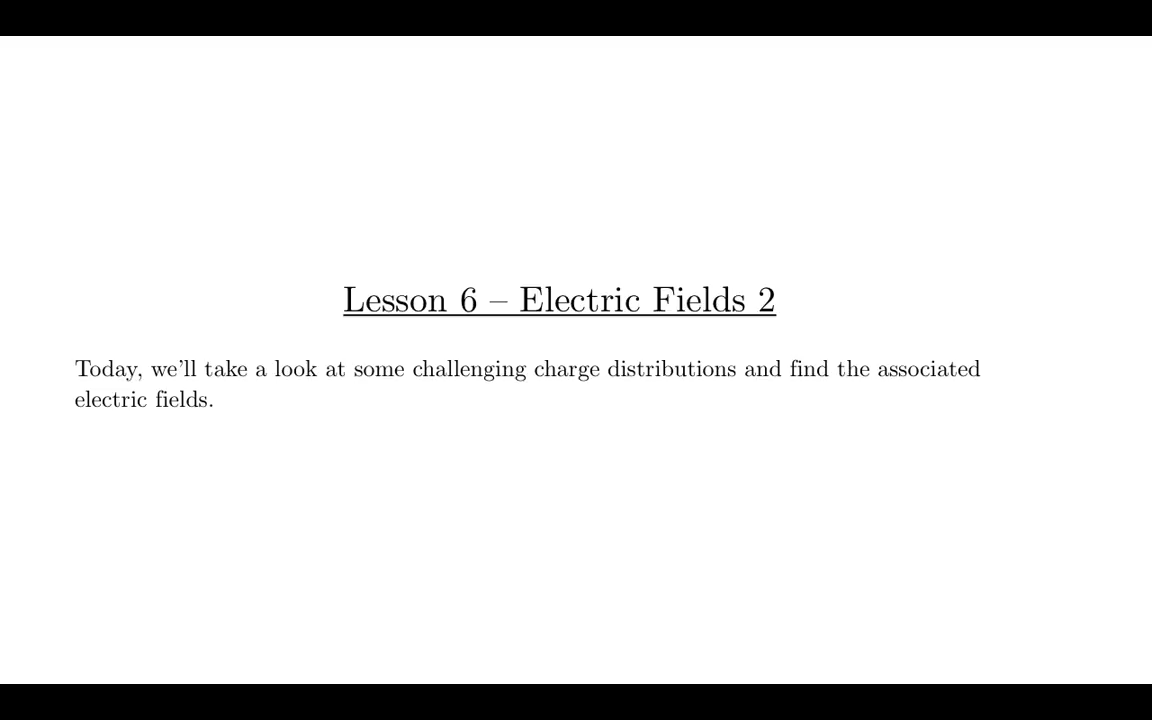 Lesson 6 – Electric Fields 2
Today, we'll take a look at some challenging charge distributions and find the associated
electric fields.